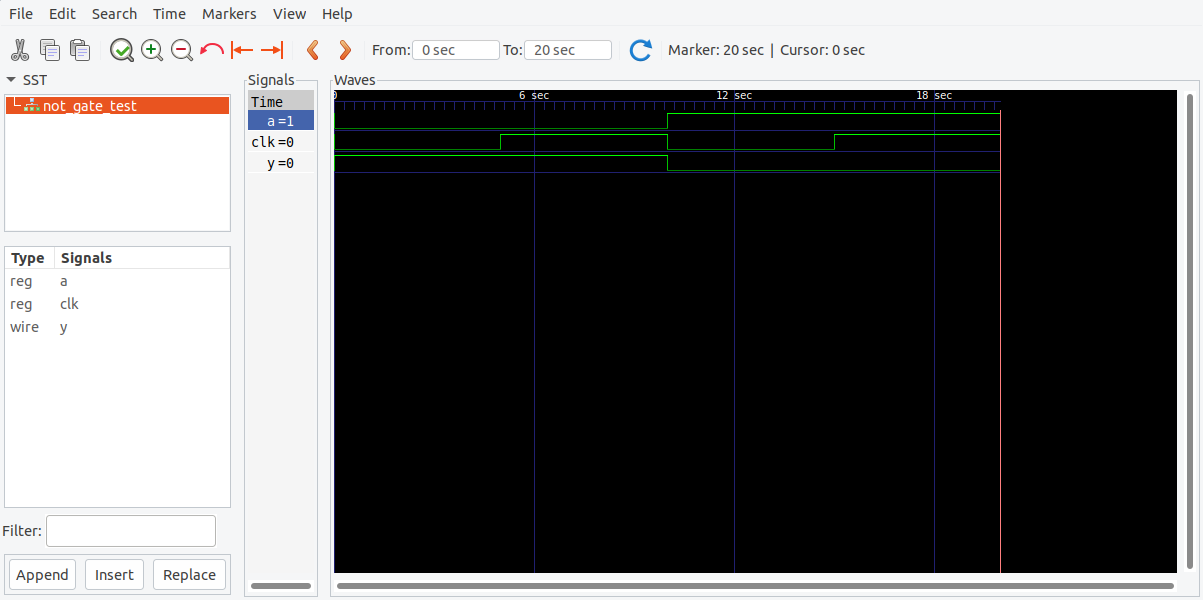 File Edit Search Time Markers View Help
From: 0 sec To: 20 sec Marker: 20 sec | Cursor: 0 sec
SST
not_gate_test
Type Signals
reg a
reg clk
wire y
Filter:
Append Insert Replace
Signals
Time
a=1
clk=0
y=0
Waves
0 6 sec 12 sec 18 sec